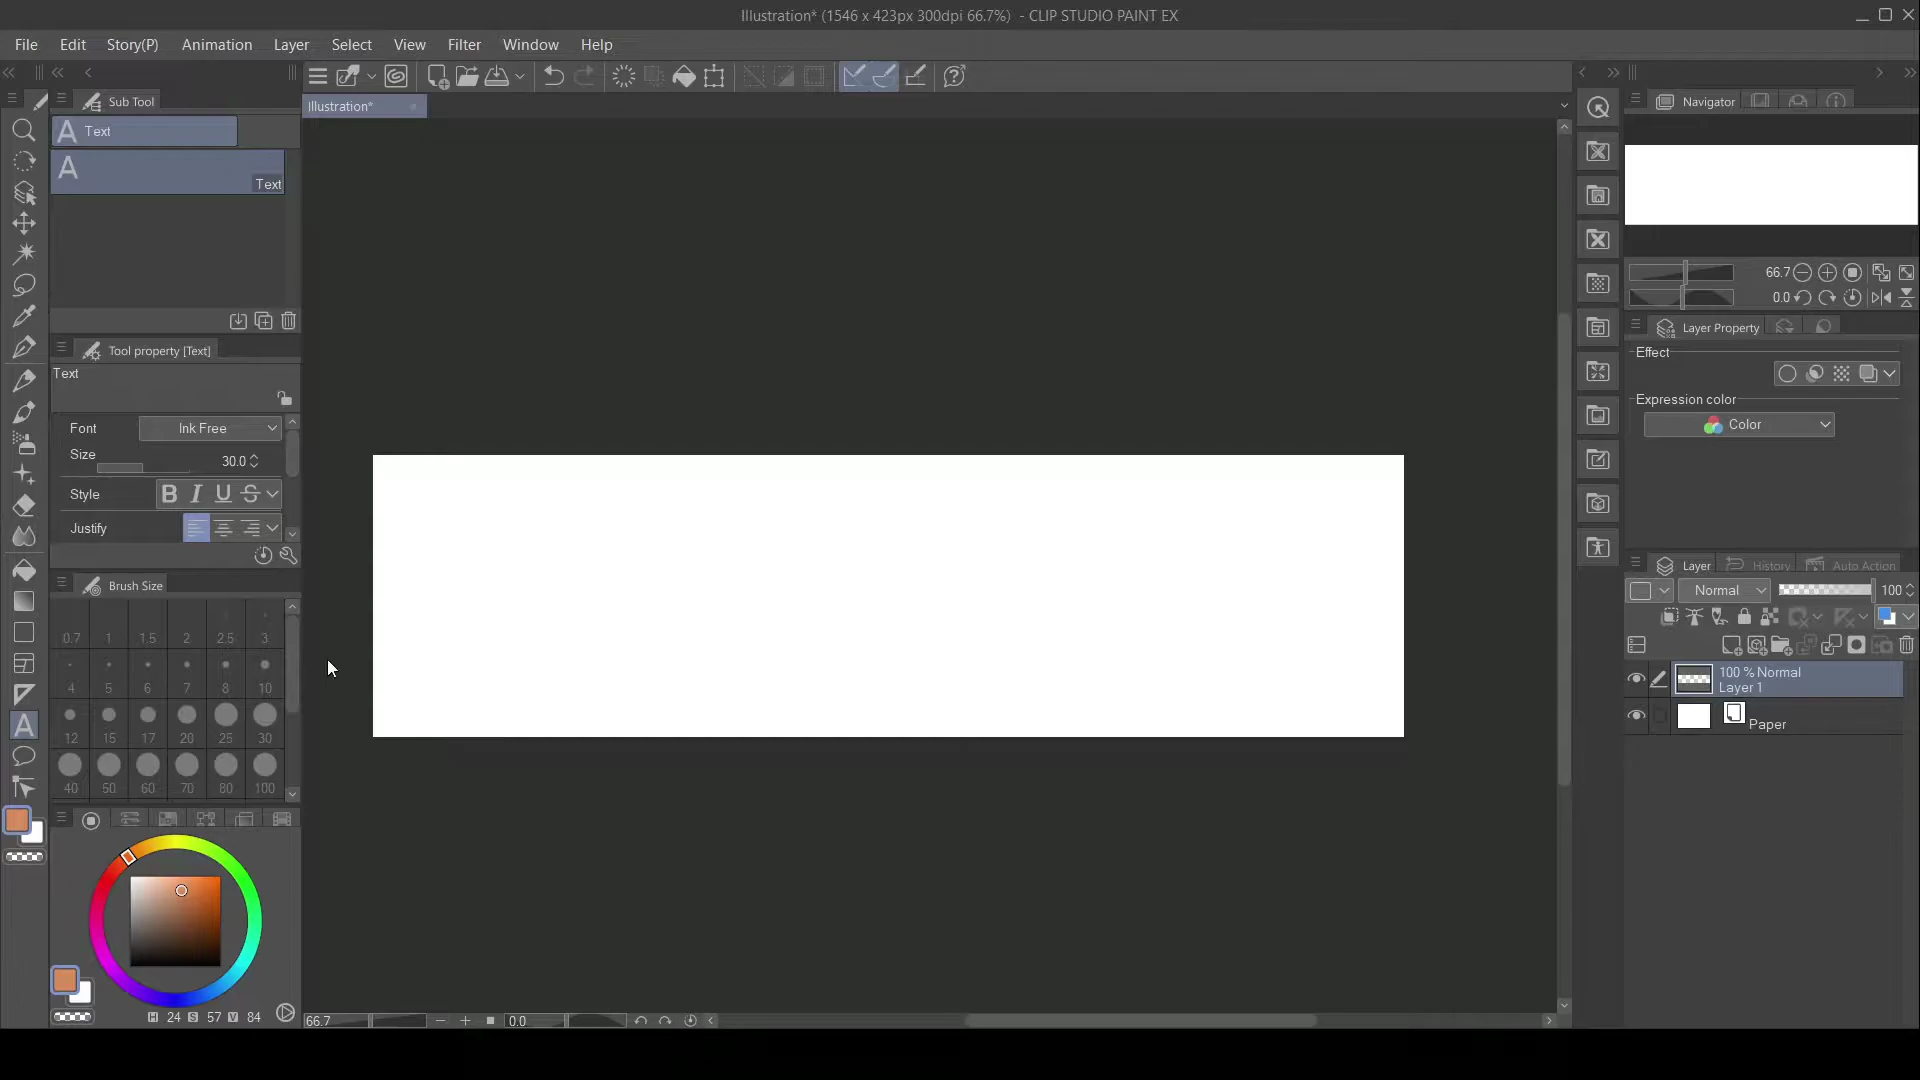 Illustration* (1546 x 423px 300dpi 66.7%)  - CLIP STUDIO PAINT EX
File Edit Story(P) Animation Layer Select View Filter Window Help
Sub Tool
Illustration*
Navigator
Text
Text
66.7
0.0
Tool property [Text]
Text
Font Ink Free
Size 30.0
Style B I U S
Justify
Layer Property
Effect
Expression color
Color
Brush Size
0.7 1 1.5 2 2.5 3
4 5 6 7 8 10
12 15 17 20 25 30
40 50 60 70 80 100
Layer History Auto Action
Normal 100
100 % Normal
Layer 1
Paper
H 24 S 57 V 84
66.7 0.0